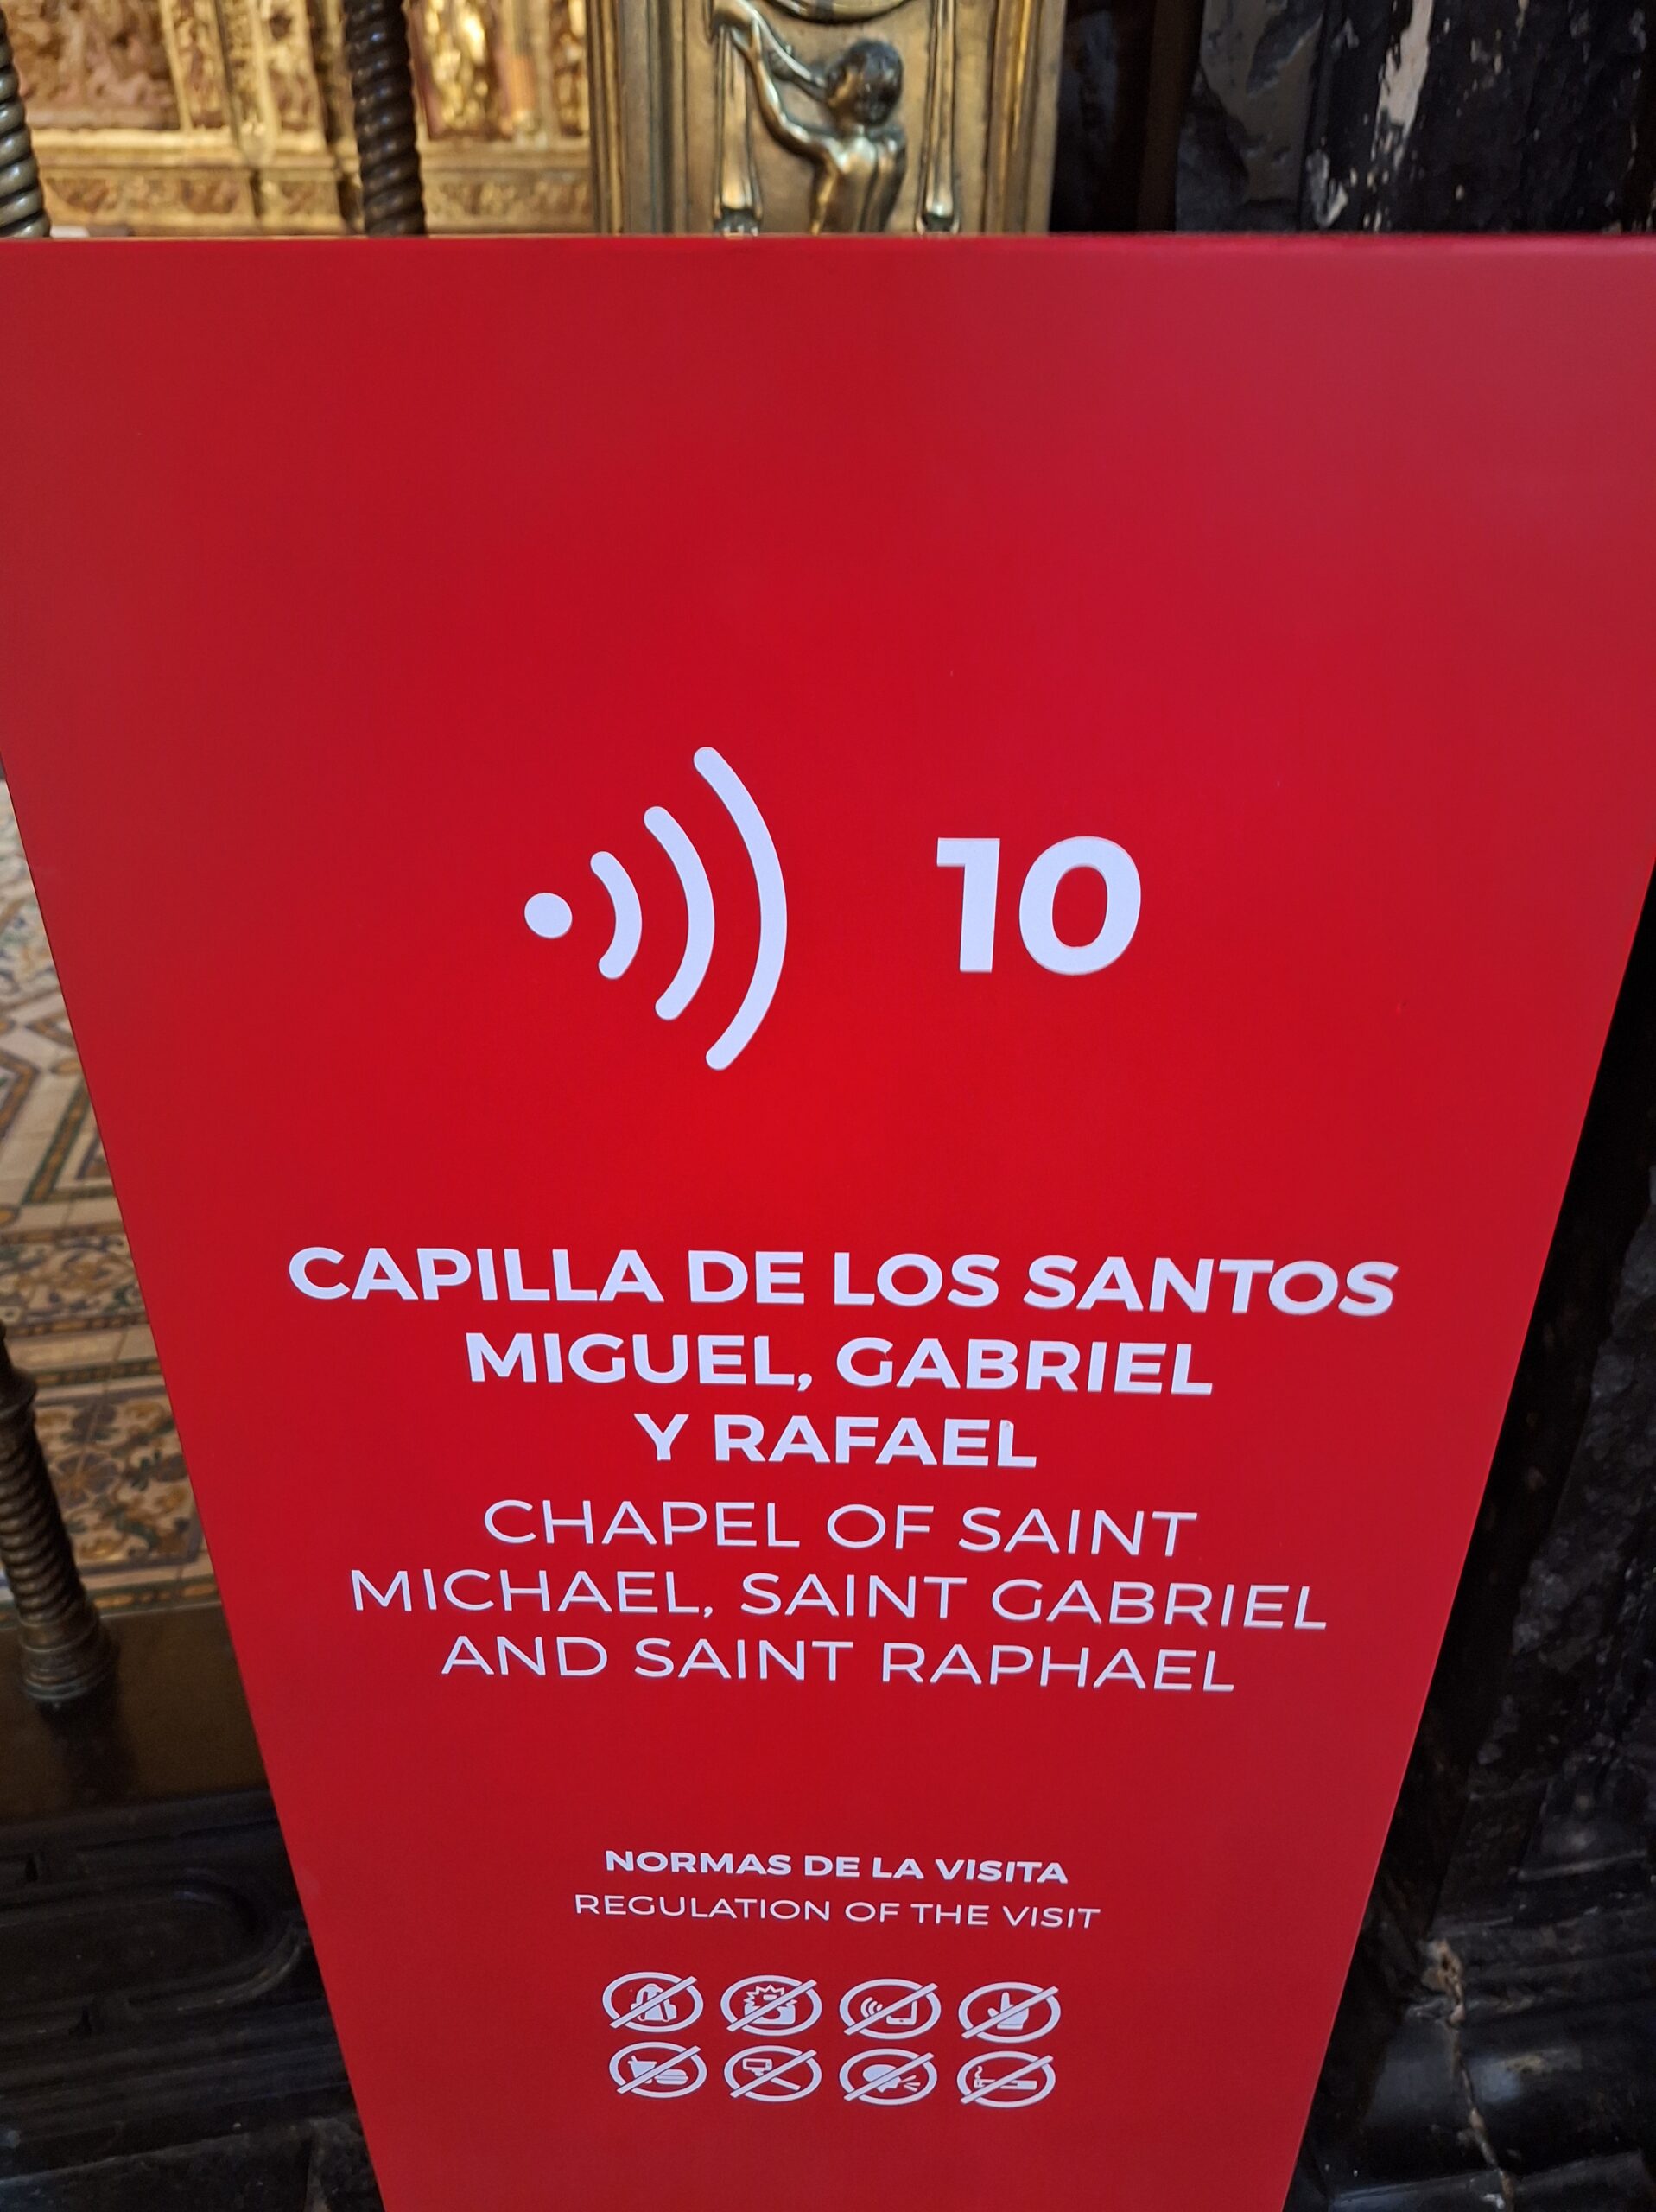 10
CAPILLA DE LOS SANTOS
MIGUEL, GABRIEL
Y RAFAEL
CHAPEL OF SAINT
MICHAEL, SAINT GABRIEL
AND SAINT RAPHAEL
NORMAS DE LA VISITA
REGULATION OF THE VISIT